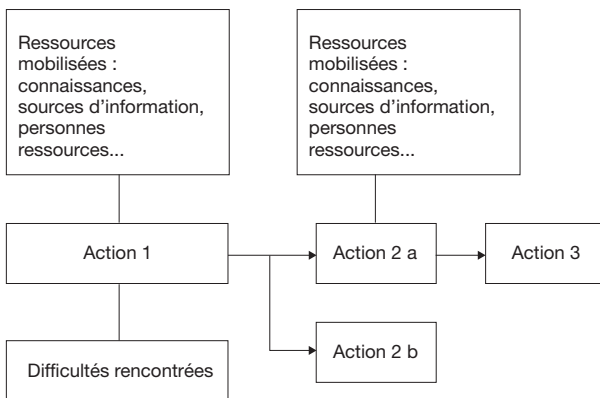 Ressources
mobilisées :
connaissances,
sources d'information,
personnes
ressources...
Ressources
mobilisées :
connaissances,
sources d'information,
personnes
ressources...
Action 1
Action 2 a
Action 3
Action 2 b
Difficultés rencontrées